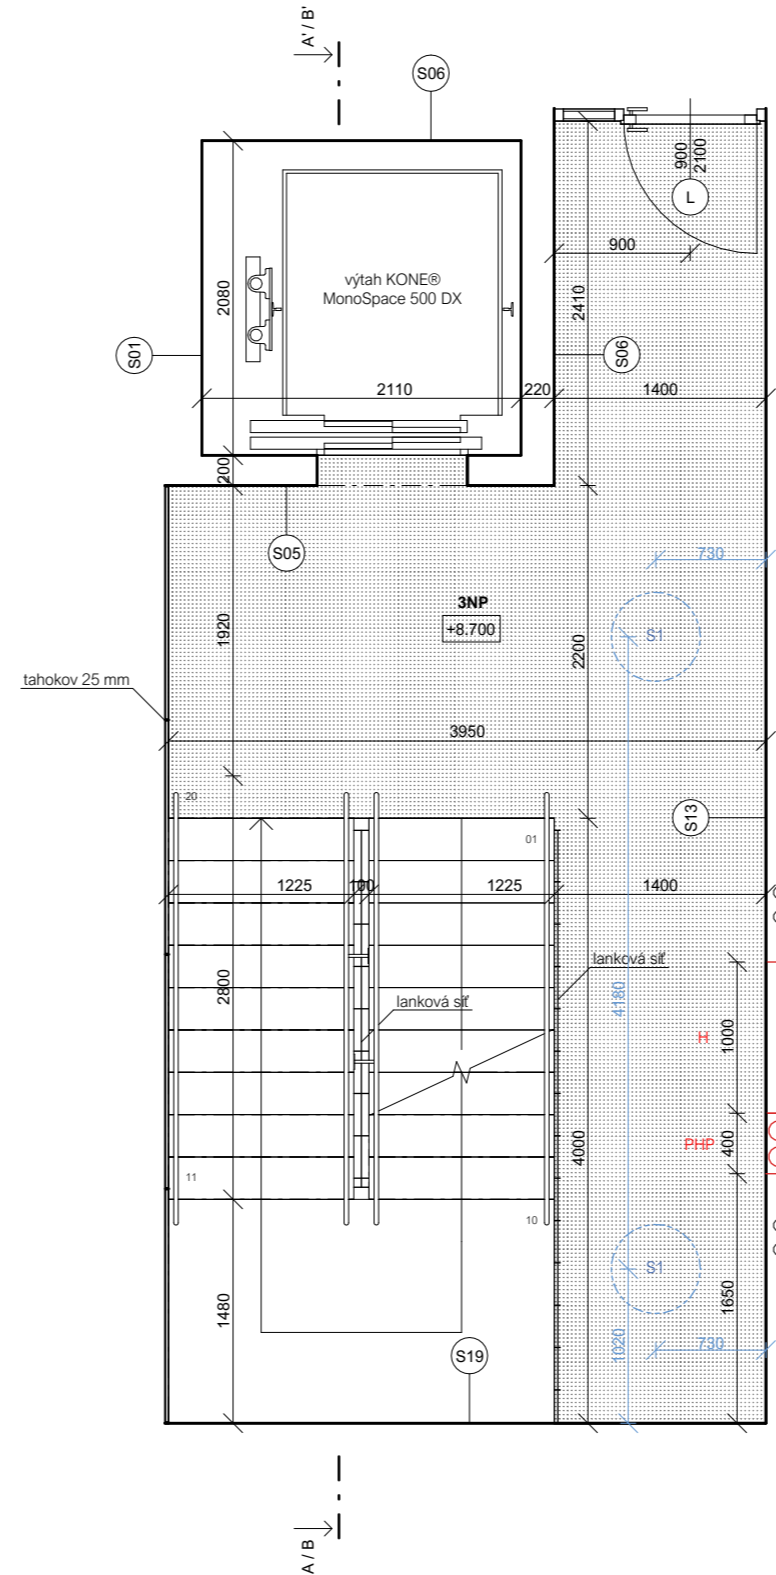 A' / B'
S06
900
2100
L
900
výtah KONE®
MonoSpace 500 DX
2080
2410
S01
S06
2110
220
1400
200
S05
730
3NP
+8.700
S1
1920
2200
tahokov 25 mm
3950
20
01
S13
1225
100
1225
1400
lanková síť
2800
lanková síť
4180
H
1000
PHP
400
4000
11
10
S1
1480
1650
1020
730
S19
A / B